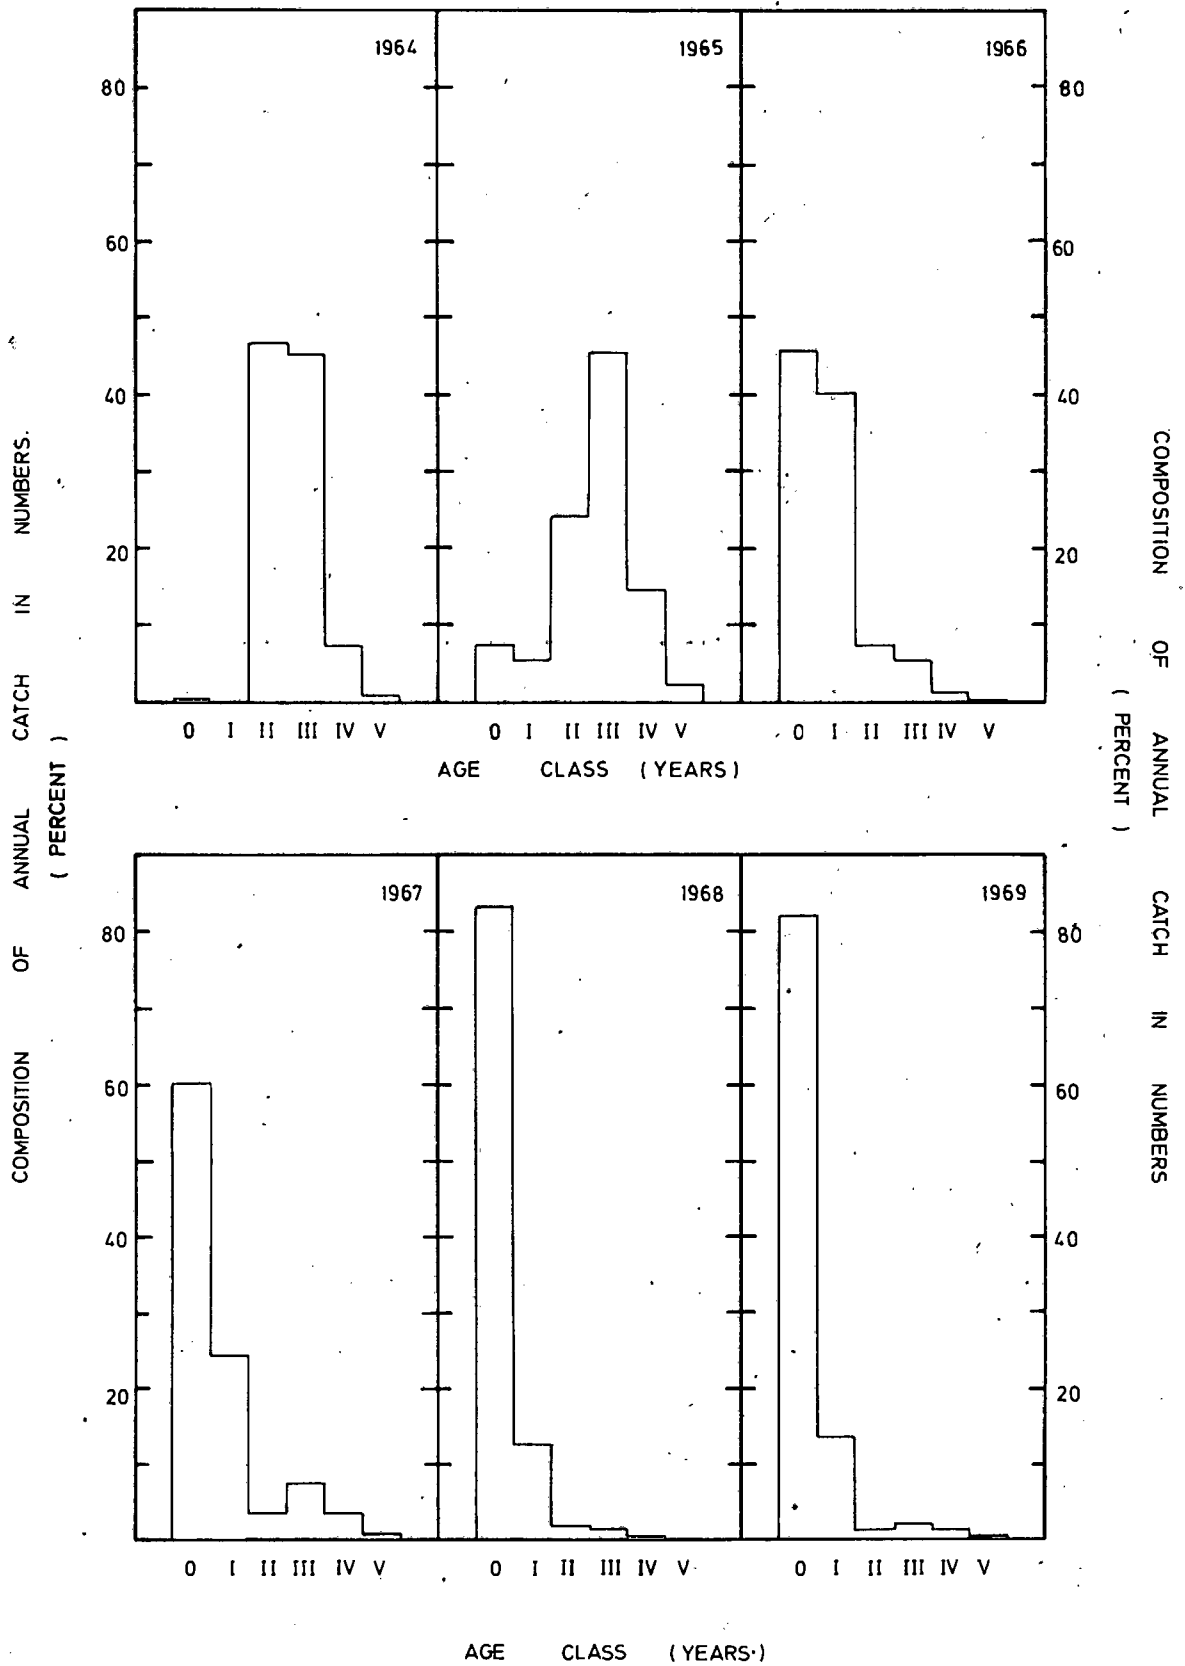 1964 1965 1966
80 80
60 60
40 40
20 20
0 I II III IV V 0 I II III IV V 0 I II III IV V
AGE CLASS (YEARS)
1967 1968 1969
80 80
60 60
40 40
20 20
0 I II III IV V 0 I II III IV V 0 I II III IV V
AGE CLASS (YEARS.)
COMPOSITION OF ANNUAL CATCH IN NUMBERS.
(PERCENT)
COMPOSITION OF ANNUAL CATCH IN NUMBERS
(PERCENT)